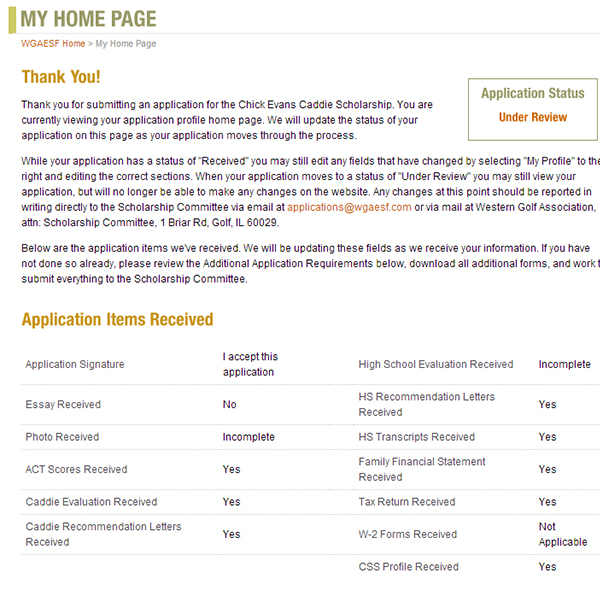 MY HOME PAGE
WGAESF Home > My Home Page
Thank You!
Thank you for submitting an application for the Chick Evans Caddie Scholarship. You are
currently viewing your application profile home page. We will update the status of your
application on this page as your application moves through the process.
Application Status
Under Review
While your application has a status of "Received" you may still edit any fields that have changed by selecting "My Profile" to the
right and editing the correct sections. When your application moves to a status of "Under Review" you may still view your
application, but will no longer be able to make any changes on the website. Any changes at this point should be reported in
writing directly to the Scholarship Committee via email at applications@wgaesf.com or via mail at Western Golf Association,
attn: Scholarship Committee, 1 Briar Rd, Golf, IL 60029.
Below are the application items we've received. We will be updating these fields as we receive your information. If you have
not done so already, please review the Additional Application Requirements below, download all additional forms, and work t
submit everything to the Scholarship Committee.
Application Items Received
Application Signature
I accept this
application
High School Evaluation Received
Incomplete
Essay Received
No
HS Recommendation Letters
Received
Yes
Photo Received
Incomplete
HS Transcripts Received
Yes
ACT Scores Received
Yes
Family Financial Statement
Received
Yes
Caddie Evaluation Received
Yes
Tax Return Received
Yes
Caddie Recommendation Letters
Received
Yes
W-2 Forms Received
Not
Applicable
CSS Profile Received
Yes